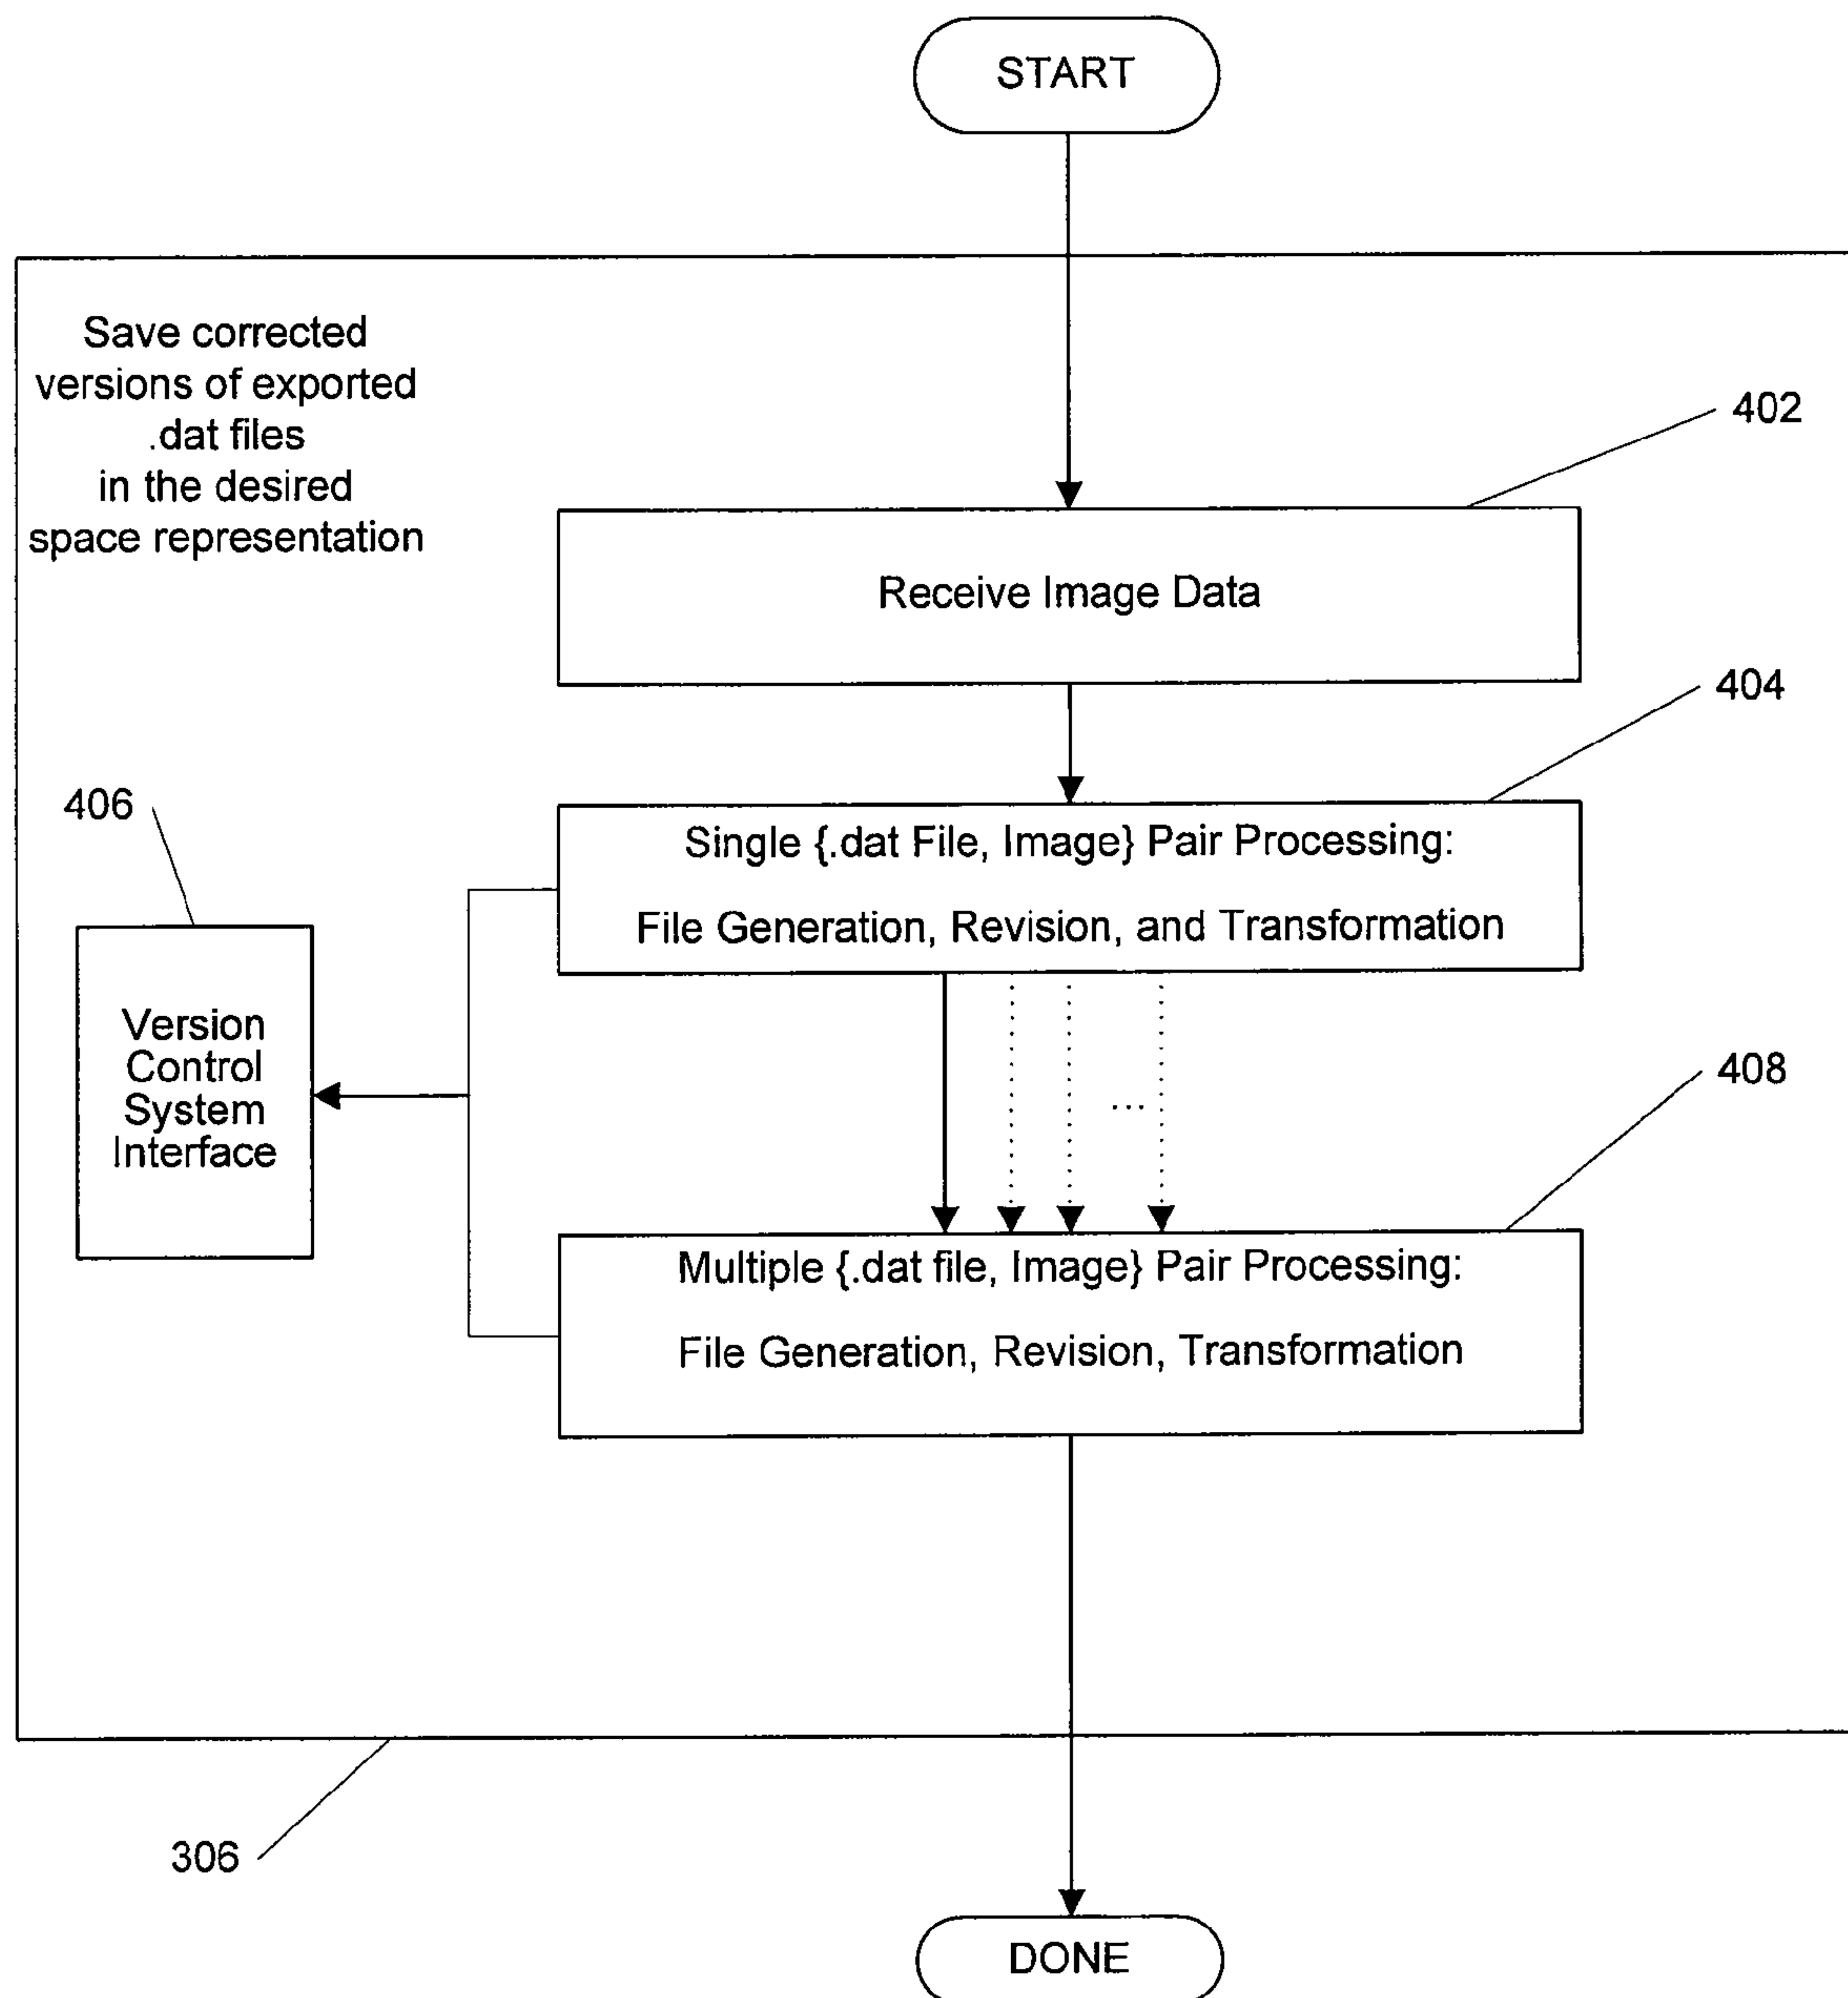 START
Save corrected
versions of exported
.dat files
in the desired
space representation
402
Receive Image Data
404
Single {.dat File, Image} Pair Processing:
File Generation, Revision, and Transformation
406
Version
Control
System
Interface
...
408
Multiple {.dat file, Image} Pair Processing:
File Generation, Revision, Transformation
306
DONE